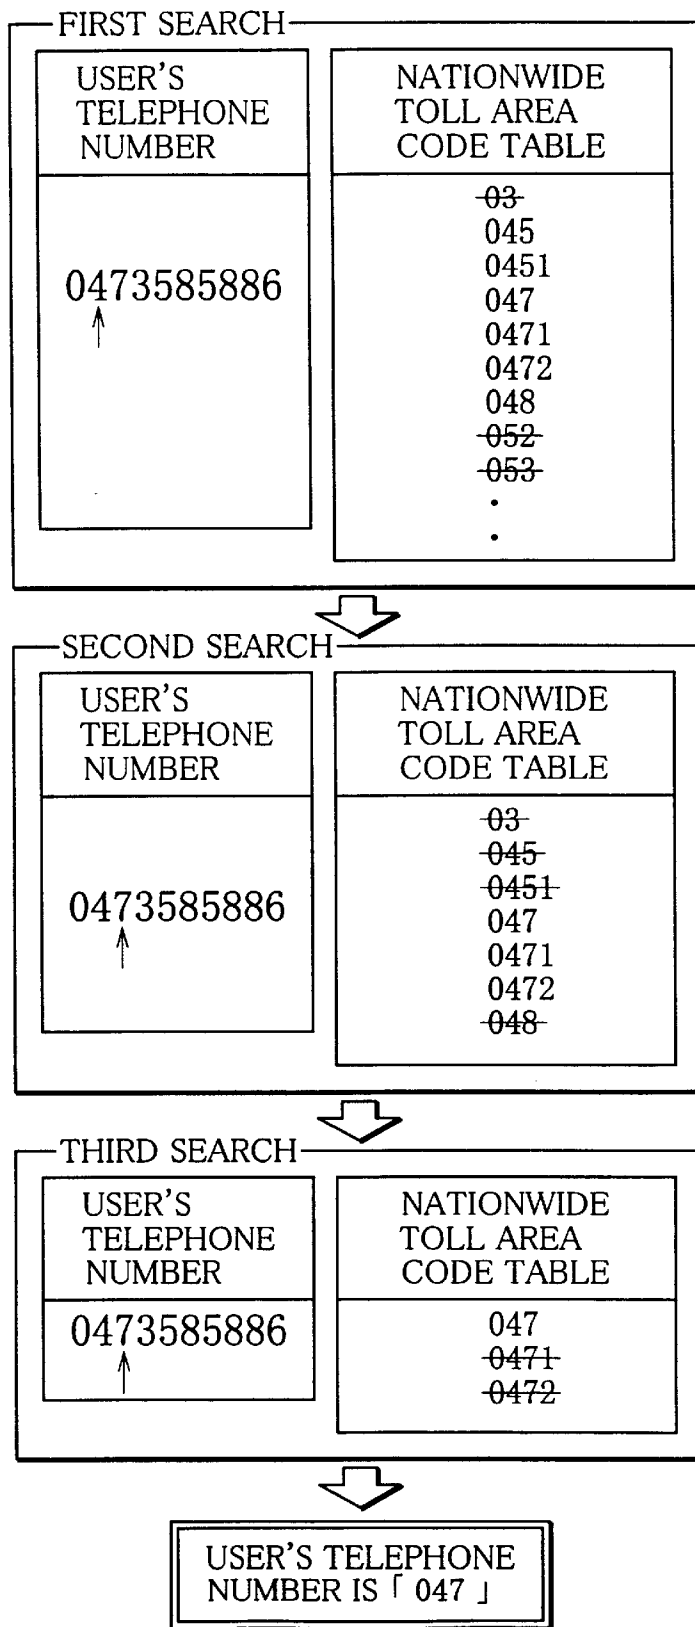 FIRST SEARCH
USER'S
TELEPHONE
NUMBER
0473585886
NATIONWIDE
TOLL AREA
CODE TABLE
03
045
0451
047
0471
0472
048
052
053
.
.
SECOND SEARCH
USER'S
TELEPHONE
NUMBER
0473585886
NATIONWIDE
TOLL AREA
CODE TABLE
03
045
0451
047
0471
0472
048
THIRD SEARCH
USER'S
TELEPHONE
NUMBER
0473585886
NATIONWIDE
TOLL AREA
CODE TABLE
047
0471
0472
USER'S TELEPHONE
NUMBER IS「 047 」